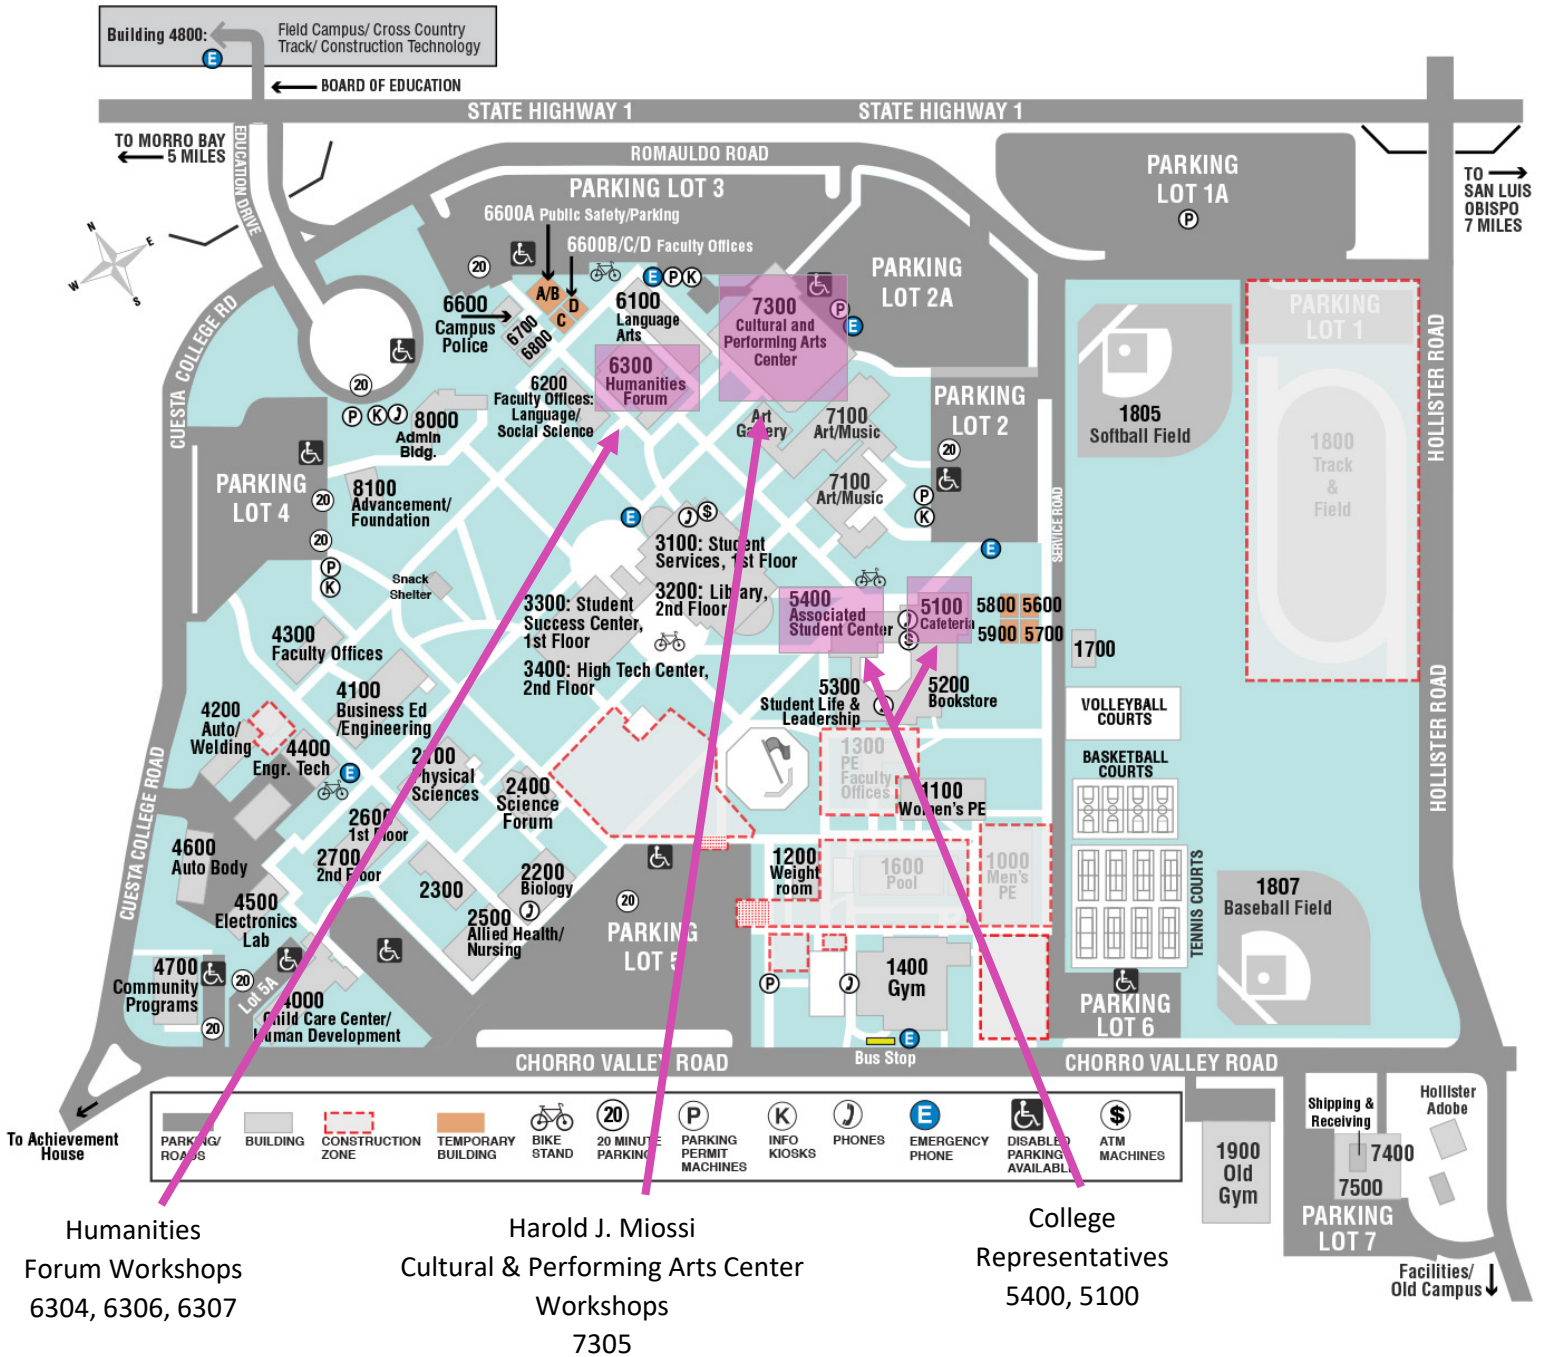 Building 4800:
Field Campus/ Cross Country
Track/ Construction Technology
E
BOARD OF EDUCATION
STATE HIGHWAY 1
STATE HIGHWAY 1
TO MORRO BAY
5 MILES
EDUCATION DRIVE
ROMAULDO ROAD
PARKING
LOT 1A
P
TO
SAN LUIS
OBISPO
7 MILES
PARKING LOT 3
6600A Public Safety/Parking
6600B/C/D Faculty Offices
N
E
W
S
20
E
P
K
PARKING
LOT 2A
A/B
D
C
6600
Campus
Police
6700
6800
6100
Language
Arts
7300
Cultural and
Performing Arts
Center
P
E
PARKING
LOT 1
CUESTA COLLEGE RD
HOLLISTER ROAD
6300
Humanities
Forum
6200
Faculty Offices:
Language/
Social Science
20
P
K
8000
Admin
Bldg.
Art
Gallery
7100
Art/Music
PARKING
LOT 2
20
1805
Softball Field
1800
Track
&
Field
PARKING
LOT 4
20
20
P
K
8100
Advancement/
Foundation
7100
Art/Music
P
K
SERVICE ROAD
E
$
E
3100: Student
Services, 1st Floor
3200: Library,
2nd Floor
Snack
Shelter
3300: Student
Success Center,
1st Floor
3400: High Tech Center,
2nd Floor
5400
Associated
Student Center
$
5100
Cafeteria
5800
5600
5900
5700
1700
4300
Faculty Offices
4100
Business Ed
/Engineering
5300
Student Life &
Leadership
5200
Bookstore
HOLLISTER ROAD
VOLLEYBALL
COURTS
4200
Auto/
Welding
4400
Engr. Tech
E
2100
Physical
Sciences
2400
Science
Forum
1300
PE
Faculty
Offices
1100
Women's PE
BASKETBALL
COURTS
CUESTA COLLEGE ROAD
2600
1st Floor
2700
2nd Floor
4600
Auto Body
2300
2200
Biology
20
1200
Weight
room
1600
Pool
1000
Men's
PE
TENNIS COURTS
1807
Baseball Field
4500
Electronics
Lab
2500
Allied Health/
Nursing
PARKING
LOT 5
4700
Community
Programs
20
20
Lot 5A
4000
Child Care Center/
Human Development
P
1400
Gym
E
Bus Stop
PARKING
LOT 6
CHORRO VALLEY ROAD
CHORRO VALLEY ROAD
To Achievement
House
PARKING/
ROADS
BUILDING
CONSTRUCTION
ZONE
TEMPORARY
BUILDING
BIKE
STAND
20
20 MINUTE
PARKING
P
PARKING
PERMIT
MACHINES
K
INFO
KIOSKS
PHONES
E
EMERGENCY
PHONE
DISABLED
PARKING
AVAILABLE
$
ATM
MACHINES
1900
Old
Gym
Shipping &
Receiving
7400
7500
Hollister
Adobe
PARKING
LOT 7
Facilities/
Old Campus
Humanities
Forum Workshops
6304, 6306, 6307
Harold J. Miossi
Cultural & Performing Arts Center
Workshops
7305
College
Representatives
5400, 5100